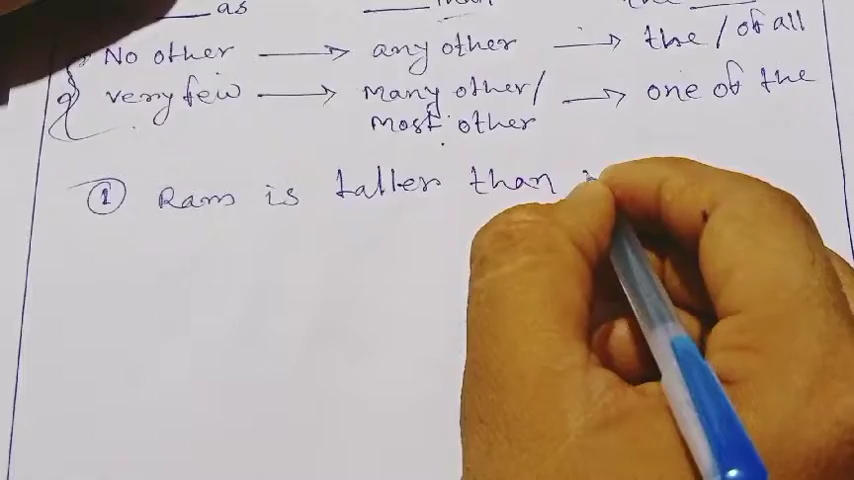 as
No other → any other → the / of all
very few → many other/ → one of the
most other
① Ram is taller than